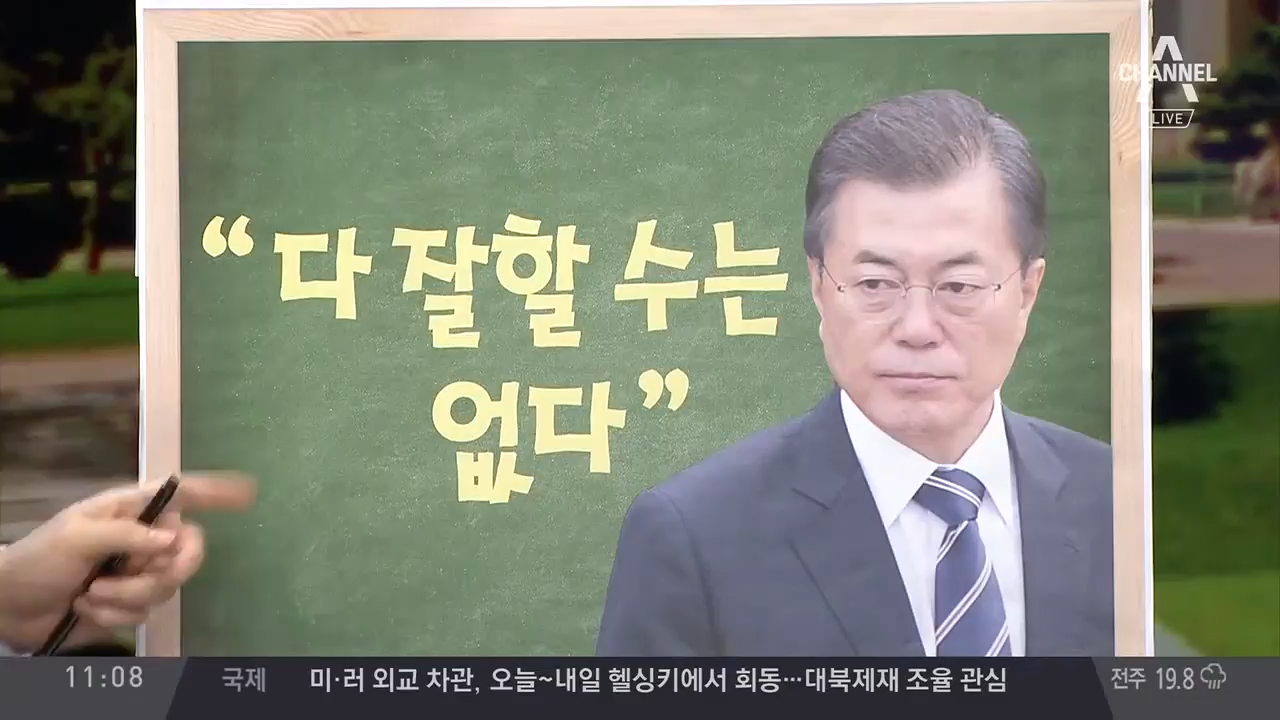 CHANNEL A
LIVE
“다 잘할 수는
없다”
11:08 국제 미·러 외교 차관, 오늘~내일 헬싱키에서 회동…대북제재 조율 관심 전주 19.8